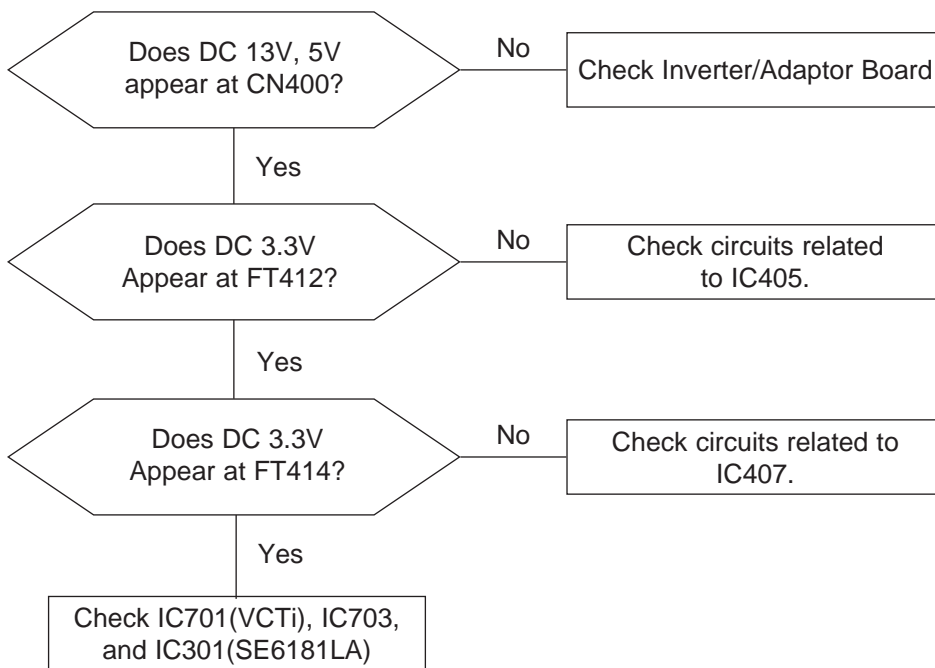 Does DC 13V, 5V
appear at CN400?
No
Check Inverter/Adaptor Board
Yes
Does DC 3.3V
Appear at FT412?
No
Check circuits related
to IC405.
Yes
Does DC 3.3V
Appear at FT414?
No
Check circuits related to
IC407.
Yes
Check IC701(VCTi), IC703,
and IC301(SE6181LA)